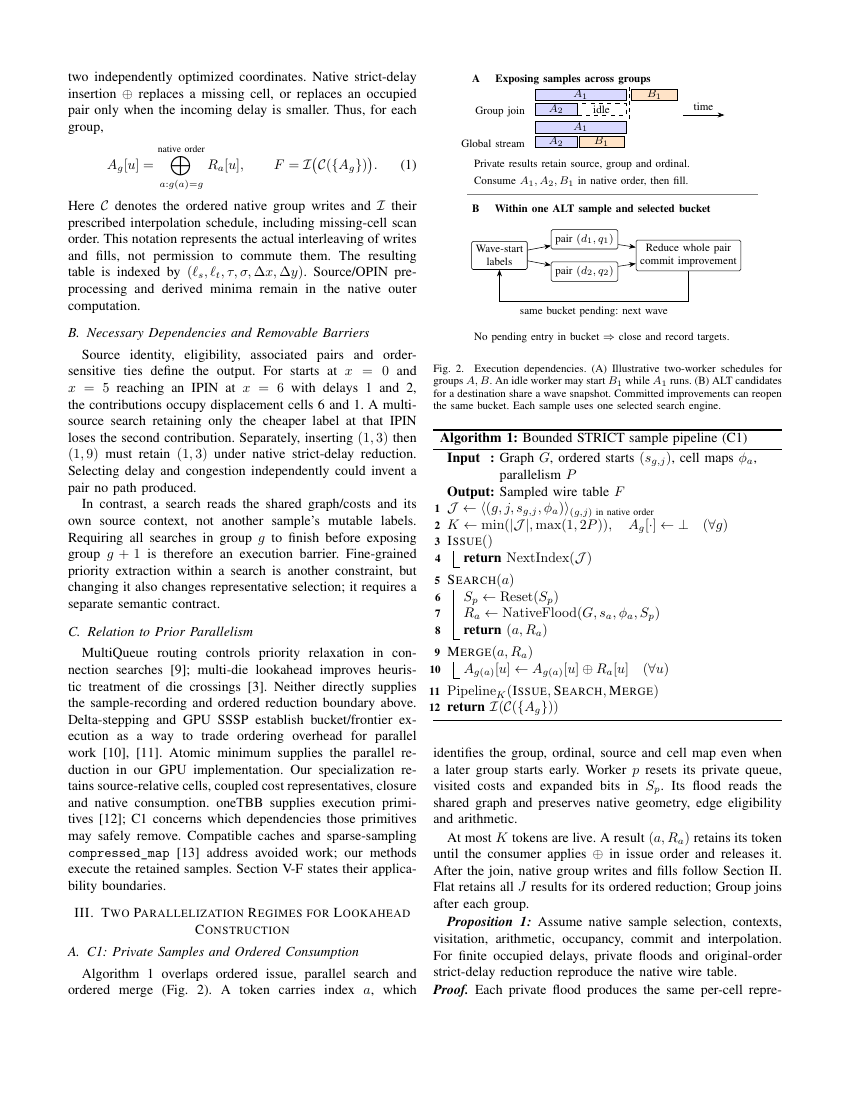 two independently optimized coordinates. Native strict-delay
insertion ⊕ replaces a missing cell, or replaces an occupied
pair only when the incoming delay is smaller. Thus, for each
group,
native order
A_g[u] = ⨁ R_a[u], F = I(C({A_g})). (1)
a:g(a)=g
Here C denotes the ordered native group writes and I their
prescribed interpolation schedule, including missing-cell scan
order. This notation represents the actual interleaving of writes
and fills, not permission to commute them. The resulting
table is indexed by (ℓ_s, ℓ_t, τ, σ, Δx, Δy). Source/OPIN pre-
processing and derived minima remain in the native outer
computation.
B. Necessary Dependencies and Removable Barriers
Source identity, eligibility, associated pairs and order-
sensitive ties define the output. For starts at x = 0 and
x = 5 reaching an IPIN at x = 6 with delays 1 and 2,
the contributions occupy displacement cells 6 and 1. A multi-
source search retaining only the cheaper label at that IPIN
loses the second contribution. Separately, inserting (1, 3) then
(1, 9) must retain (1, 3) under native strict-delay reduction.
Selecting delay and congestion independently could invent a
pair no path produced.
In contrast, a search reads the shared graph/costs and its
own source context, not another sample's mutable labels.
Requiring all searches in group g to finish before exposing
group g + 1 is therefore an execution barrier. Fine-grained
priority extraction within a search is another constraint, but
changing it also changes representative selection; it requires a
separate semantic contract.
C. Relation to Prior Parallelism
MultiQueue routing controls priority relaxation in con-
nection searches [9]; multi-die lookahead improves heuris-
tic treatment of die crossings [3]. Neither directly supplies
the sample-recording and ordered reduction boundary above.
Delta-stepping and GPU SSSP establish bucket/frontier ex-
ecution as a way to trade ordering overhead for parallel
work [10], [11]. Atomic minimum supplies the parallel re-
duction in our GPU implementation. Our specialization re-
tains source-relative cells, coupled cost representatives, closure
and native consumption. oneTBB supplies execution primi-
tives [12]; C1 concerns which dependencies those primitives
may safely remove. Compatible caches and sparse-sampling
compressed_map [13] address avoided work; our methods
execute the retained samples. Section V-F states their applica-
bility boundaries.
III. TWO PARALLELIZATION REGIMES FOR LOOKAHEAD
CONSTRUCTION
A. C1: Private Samples and Ordered Consumption
Algorithm 1 overlaps ordered issue, parallel search and
ordered merge (Fig. 2). A token carries index a, which
A Exposing samples across groups
A_1 B_1
Group join A_2 idle time
A_1
Global stream A_2 B_1
Private results retain source, group and ordinal.
Consume A_1, A_2, B_1 in native order, then fill.
B Within one ALT sample and selected bucket
Wave-start
labels
pair (d_1, q_1)
pair (d_2, q_2)
Reduce whole pair
commit improvement
same bucket pending: next wave
No pending entry in bucket ⇒ close and record targets.
Fig. 2. Execution dependencies. (A) Illustrative two-worker schedules for
groups A, B. An idle worker may start B_1 while A_1 runs. (B) ALT candidates
for a destination share a wave snapshot. Committed improvements can reopen
the same bucket. Each sample uses one selected search engine.
Algorithm 1: Bounded STRICT sample pipeline (C1)
Input : Graph G, ordered starts (s_{g,j}), cell maps ϕ_a,
parallelism P
Output: Sampled wire table F
1 J ← ⟨(g, j, s_{g,j}, ϕ_a)⟩_{(g,j) in native order}
2 K ← min(|J|, max(1, 2P)), A_g[·] ← ⊥ (∀g)
3 ISSUE()
4 return NextIndex(J)
5 SEARCH(a)
6 S_p ← Reset(S_p)
7 R_a ← NativeFlood(G, s_a, ϕ_a, S_p)
8 return (a, R_a)
9 MERGE(a, R_a)
10 A_{g(a)}[u] ← A_{g(a)}[u] ⊕ R_a[u] (∀u)
11 Pipeline_K(ISSUE, SEARCH, MERGE)
12 return I(C({A_g}))
identifies the group, ordinal, source and cell map even when
a later group starts early. Worker p resets its private queue,
visited costs and expanded bits in S_p. Its flood reads the
shared graph and preserves native geometry, edge eligibility
and arithmetic.
At most K tokens are live. A result (a, R_a) retains its token
until the consumer applies ⊕ in issue order and releases it.
After the join, native group writes and fills follow Section II.
Flat retains all J results for its ordered reduction; Group joins
after each group.
Proposition 1: Assume native sample selection, contexts,
visitation, arithmetic, occupancy, commit and interpolation.
For finite occupied delays, private floods and original-order
strict-delay reduction reproduce the native wire table.
Proof. Each private flood produces the same per-cell repre-